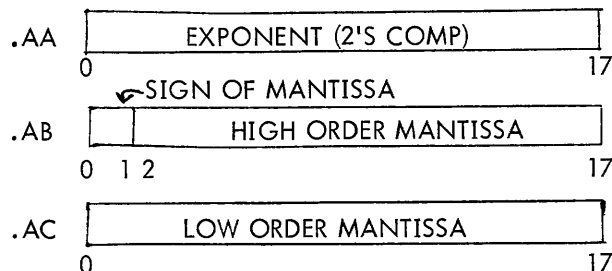 .AA EXPONENT (2'S COMP)
0 17
SIGN OF MANTISSA
.AB HIGH ORDER MANTISSA
0 1 2 17
.AC LOW ORDER MANTISSA
0 17